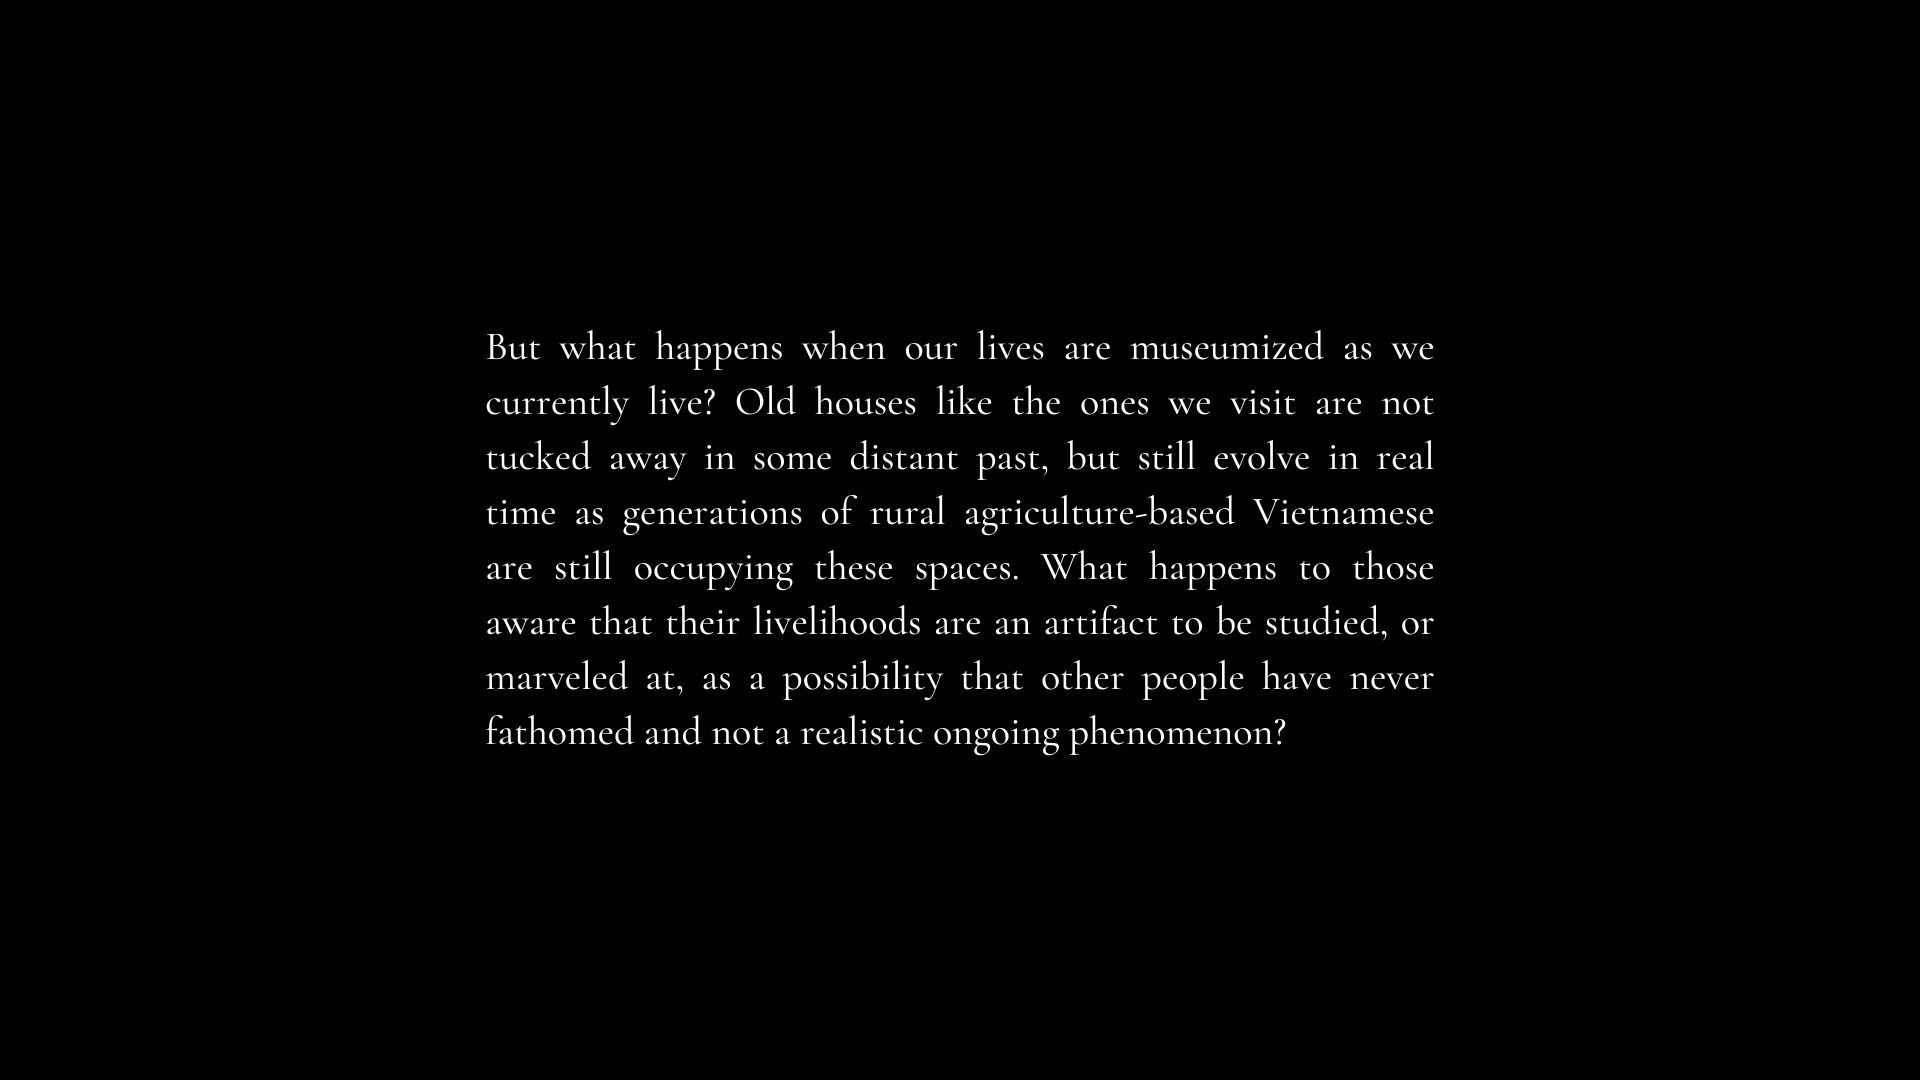 But what happens when our lives are museumized as we
currently live? Old houses like the ones we visit are not
tucked away in some distant past, but still evolve in real
time as generations of rural agriculture-based Vietnamese
are still occupying these spaces. What happens to those
aware that their livelihoods are an artifact to be studied, or
marveled at, as a possibility that other people have never
fathomed and not a realistic ongoing phenomenon?